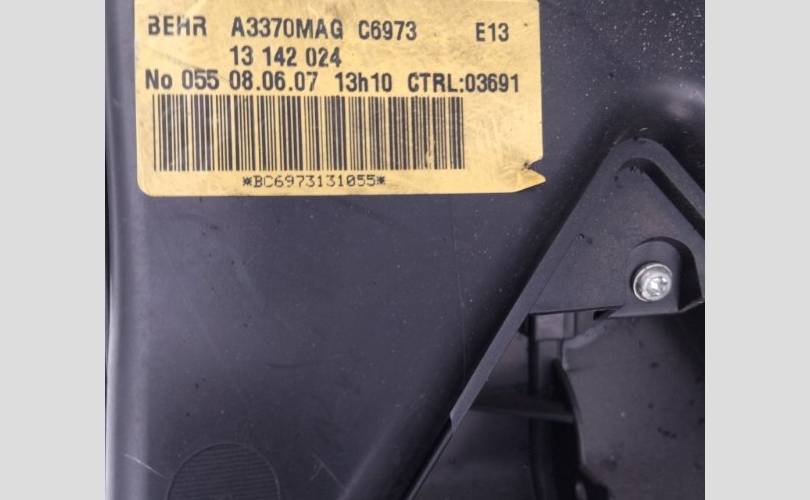 BEHR A3370MAG C6973 E13
13 142 024
No 055 08.06.07 13h10 CTRL:03691
*BC6973131055*